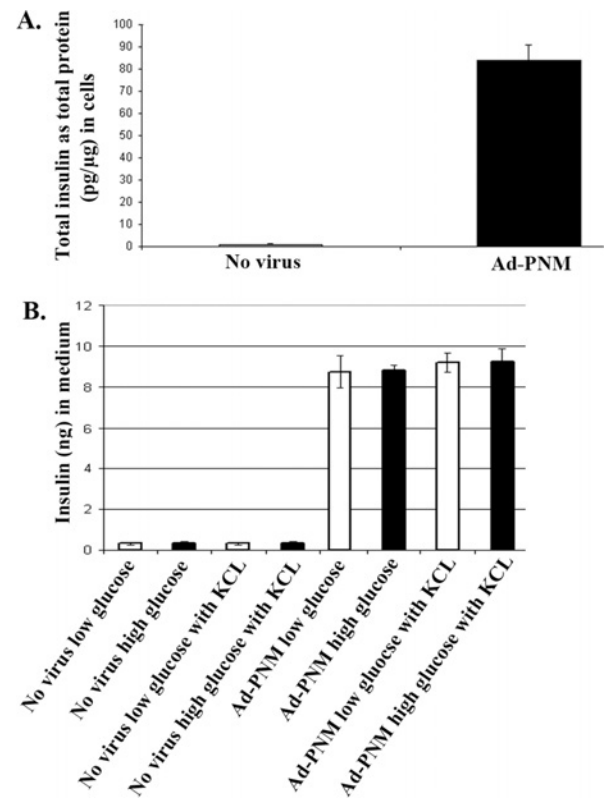 A.
Total insulin as total protein
(pg/µg) in cells
100
90
80
70
60
50
40
30
20
10
0
No virus
Ad-PNM
B.
Insulin (ng) in medium
12
10
8
6
4
2
0
No virus low glucose
No virus high glucose
No virus low glucose with KCL
No virus high glucose with KCL
Ad-PNM low glucose
Ad-PNM high glucose
Ad-PNM low gluocse with KCL
Ad-PNM high glucose with KCL